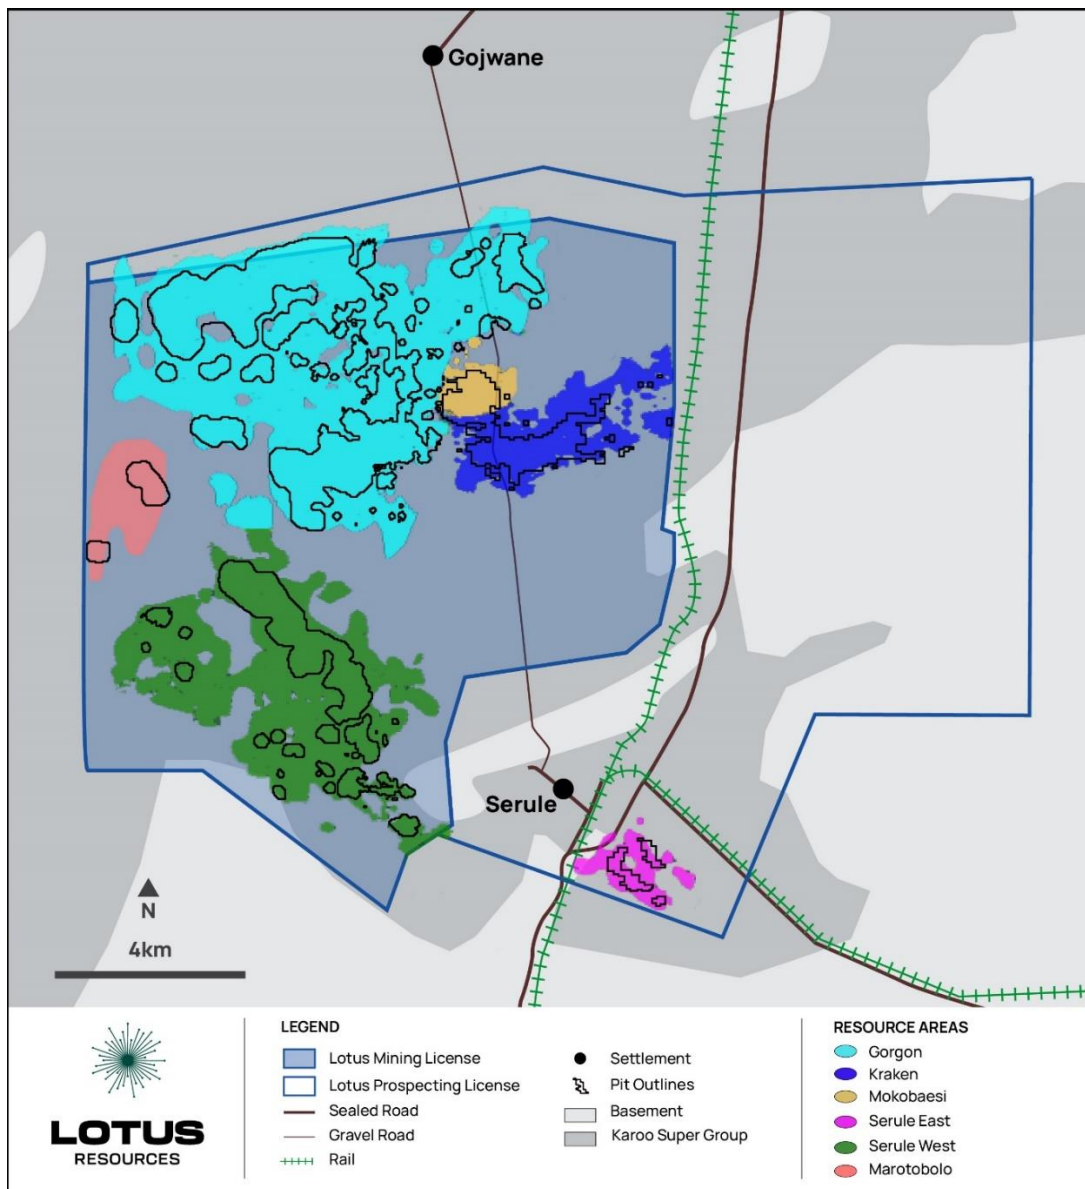 Gojwane
Serule
N
4km
LOTUS
RESOURCES
LEGEND
Lotus Mining License
Lotus Prospecting License
Sealed Road
Gravel Road
Rail
Settlement
Pit Outlines
Basement
Karoo Super Group
RESOURCE AREAS
Gorgon
Kraken
Mokobaesi
Serule East
Serule West
Marotobolo